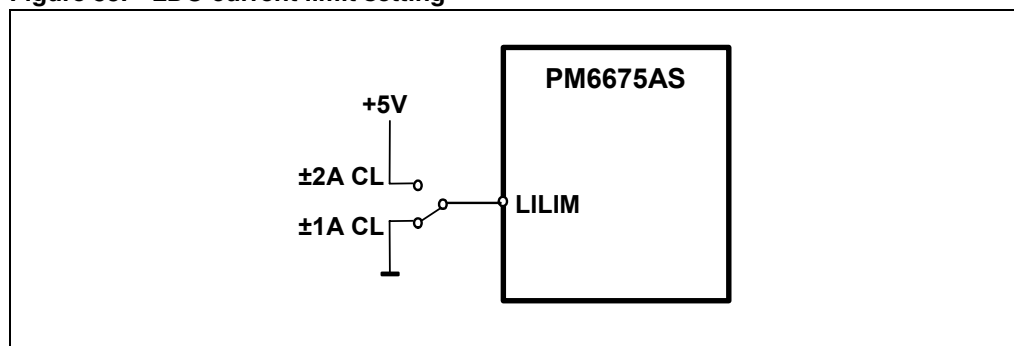 PM6675AS
+5V
±2A CL
LILIM
±1A CL